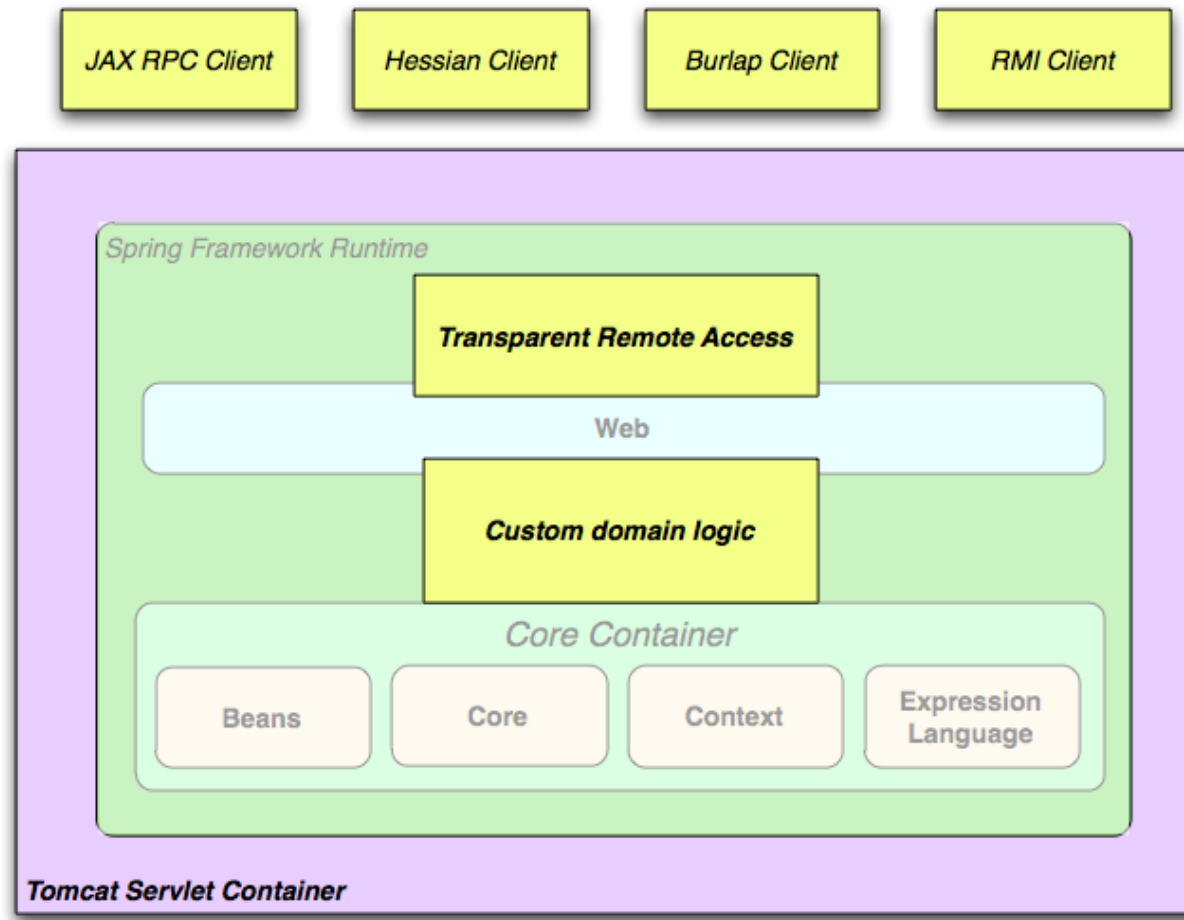 JAX RPC Client
Hessian Client
Burlap Client
RMI Client
Spring Framework Runtime
Transparent Remote Access
Web
Custom domain logic
Core Container
Beans
Core
Context
Expression
Language
Tomcat Servlet Container